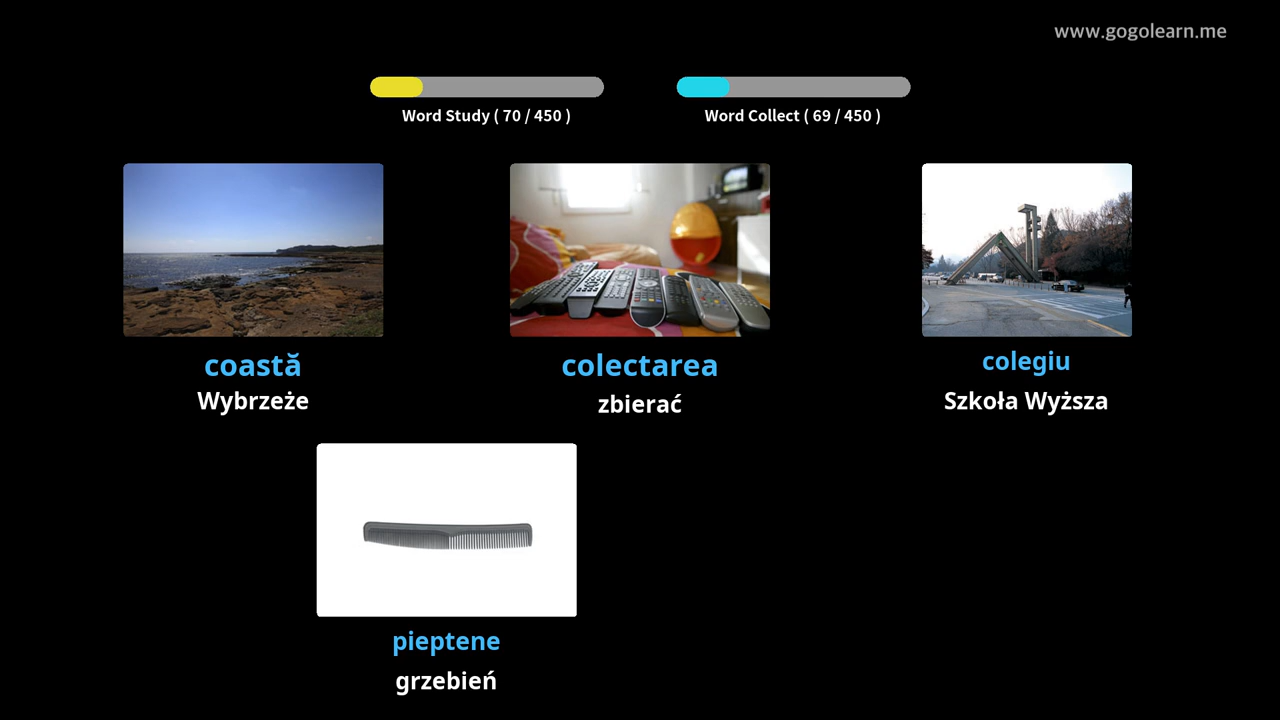 www.gogolearn.me
Word Study ( 70 / 450 )
Word Collect ( 69 / 450 )
coastă
Wybrzeże
colectarea
zbierać
colegiu
Szkoła Wyższa
pieptene
grzebień